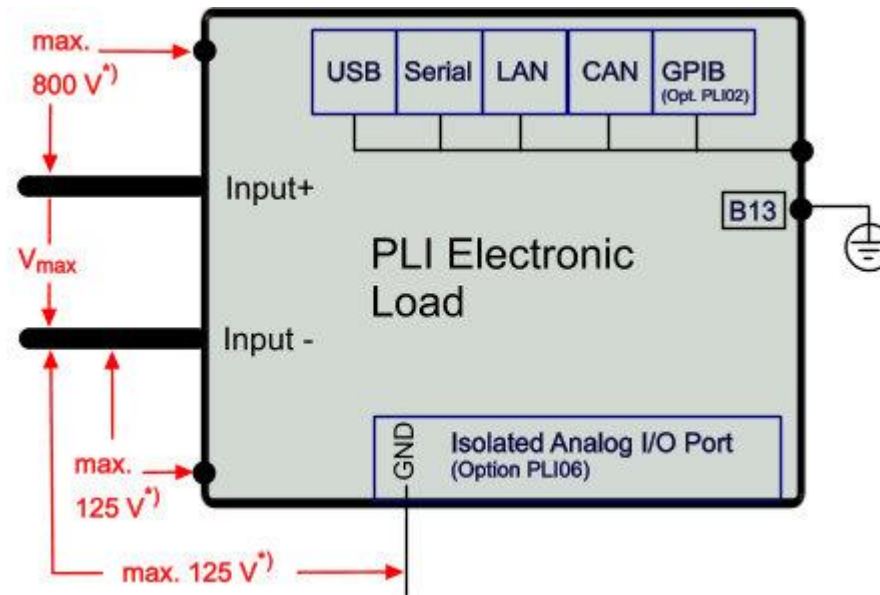 max.
800 V*)
USB
Serial
LAN
CAN
GPIB
(Opt. PLI02)
Input+
B13
Vmax
PLI Electronic
Load
Input -
GND
Isolated Analog I/O Port
(Option PLI06)
max.
125 V*)
max. 125 V*)